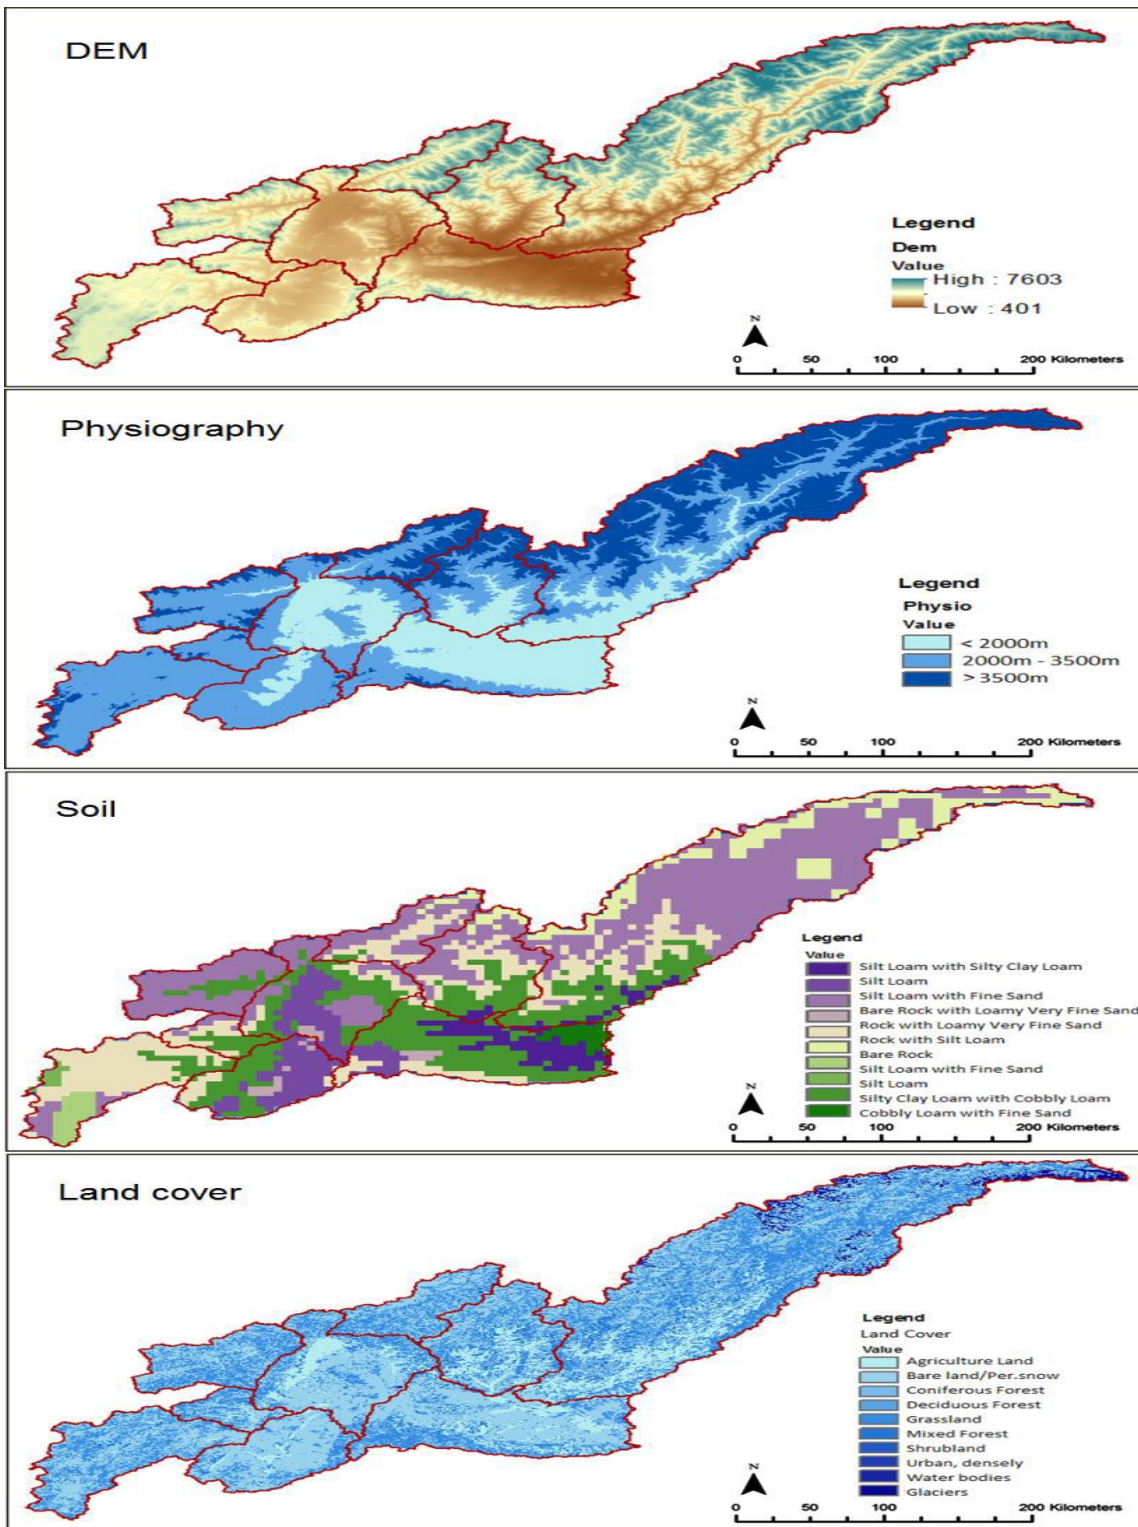 DEM
Legend
Dem
Value
High : 7603
Low : 401
N
0 50 100 200 Kilometers
Physiography
Legend
Physio
Value
< 2000m
2000m - 3500m
> 3500m
N
0 50 100 200 Kilometers
Soil
Legend
Value
Silt Loam with Silty Clay Loam
Silt Loam
Silt Loam with Fine Sand
Bare Rock with Loamy Very Fine Sand
Rock with Loamy Very Fine Sand
Rock with Silt Loam
Bare Rock
Silt Loam with Fine Sand
Silt Loam
Silty Clay Loam with Cobbly Loam
Cobbly Loam with Fine Sand
N
0 50 100 200 Kilometers
Land cover
Legend
Land Cover
Value
Agriculture Land
Bare land/Per.snow
Coniferous Forest
Deciduous Forest
Grassland
Mixed Forest
Shrubland
Urban, densely
Water bodies
Glaciers
N
0 50 100 200 Kilometers